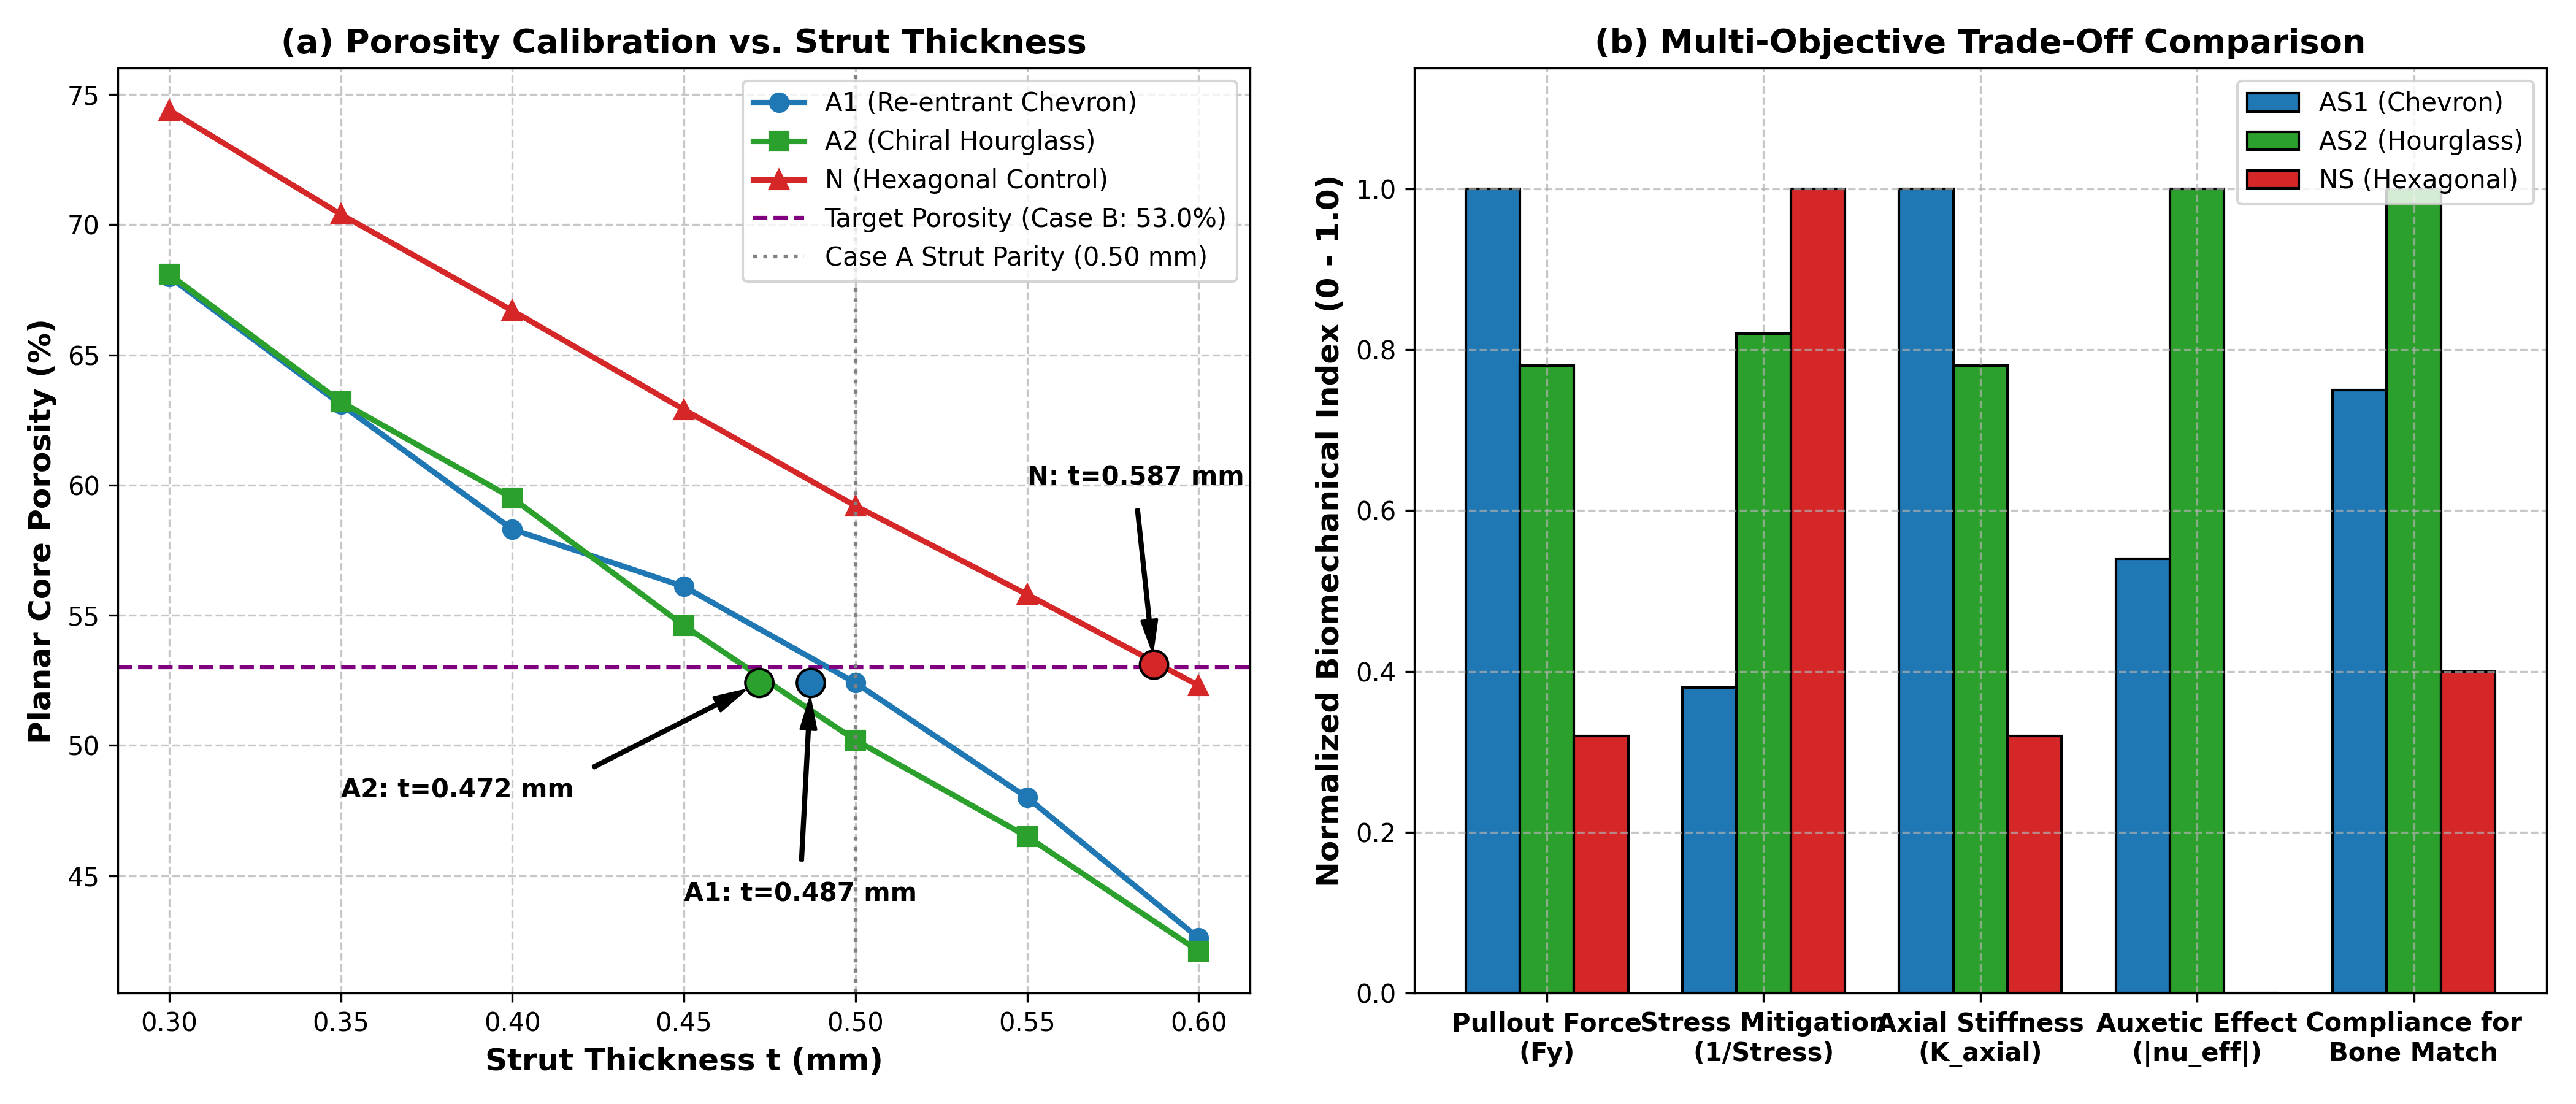 (a) Porosity Calibration vs. Strut Thickness
Planar Core Porosity (%)
75
70
65
60
55
50
45
A1 (Re-entrant Chevron)
A2 (Chiral Hourglass)
N (Hexagonal Control)
Target Porosity (Case B: 53.0%)
Case A Strut Parity (0.50 mm)
N: t=0.587 mm
A2: t=0.472 mm
A1: t=0.487 mm
0.30 0.35 0.40 0.45 0.50 0.55 0.60
Strut Thickness t (mm)
(b) Multi-Objective Trade-Off Comparison
Normalized Biomechanical Index (0 - 1.0)
1.0
0.8
0.6
0.4
0.2
0.0
AS1 (Chevron)
AS2 (Hourglass)
NS (Hexagonal)
Pullout Force
(Fy)
Stress Mitigation
(1/Stress)
Axial Stiffness
(K_axial)
Auxetic Effect
(|nu_eff|)
Compliance for
Bone Match